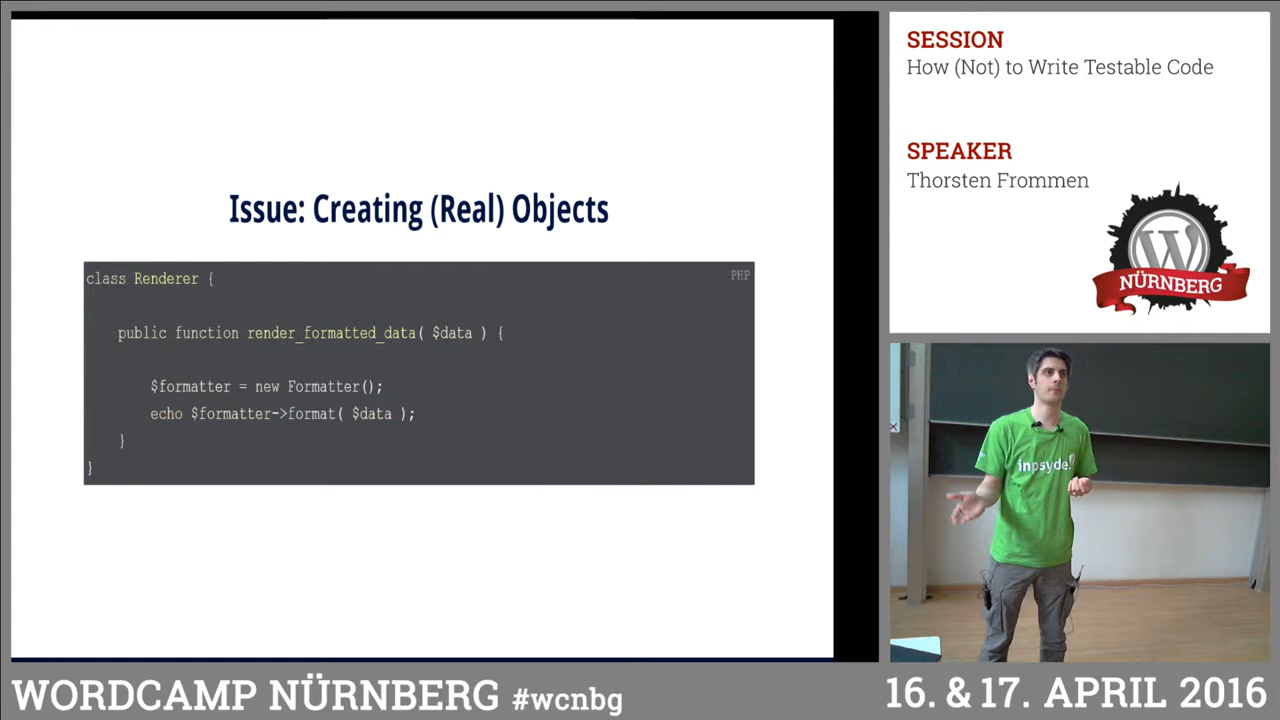 Issue: Creating (Real) Objects
PHP
class Renderer {
public function render_formatted_data( $data ) {
$formatter = new Formatter();
echo $formatter->format( $data );
}
}
SESSION
How (Not) to Write Testable Code
SPEAKER
Thorsten Frommen
W
NÜRNBERG
inpsyde
WORDCAMP NÜRNBERG #wcnbg
16. & 17. APRIL 2016